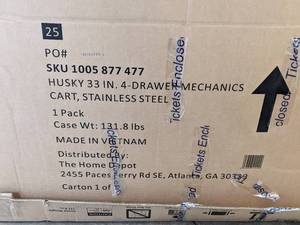 25
PO#
SKU 1005 877 477
HUSKY 33 IN. 4-DRAWER MECHANICS
CART, STAINLESS STEEL
1 Pack
Case Wt: 131.8 lbs
MADE IN VIETNAM
Distributed by:
The Home Depot
2455 Paces Ferry Rd SE, Atlanta, GA 30339
Carton 1 of
Tickets Enclosed
Tickets Encl